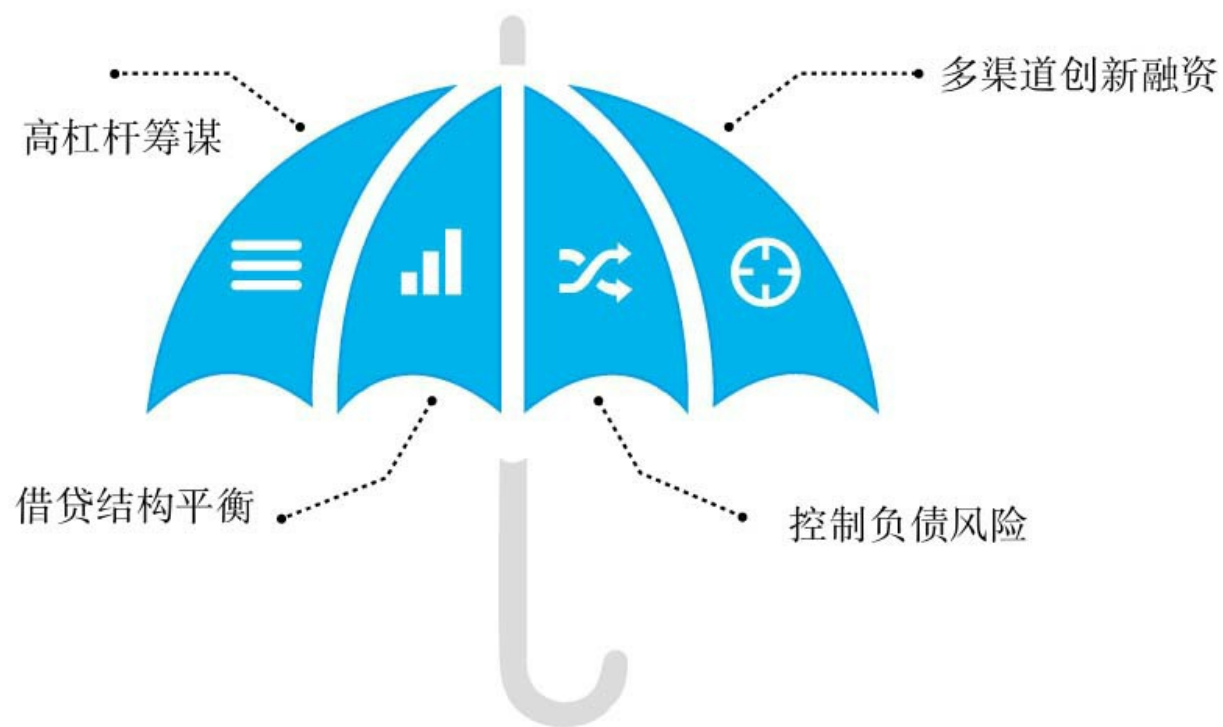 多渠道创新融资
高杠杆筹谋
借贷结构平衡
控制负债风险